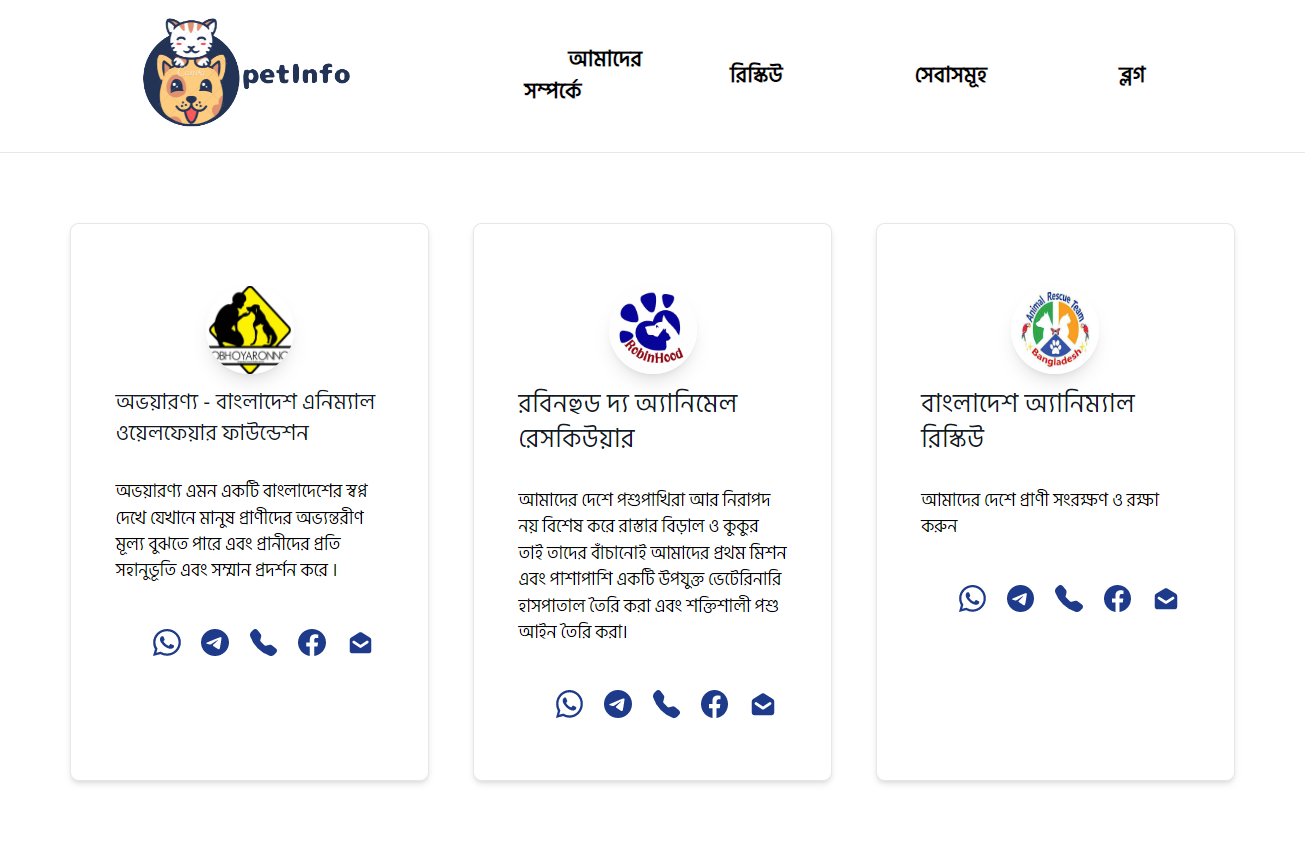 petInfo
আমাদের
সম্পর্কে
রিস্কিউ
সেবাসমূহ
ব্লগ
OBHOYARONNO
RobinHood
Animal Rescue Team
Bangladesh
অভয়ারণ্য - বাংলাদেশ এনিম্যাল
ওয়েলফেয়ার ফাউন্ডেশন
রবিনহুড দ্য অ্যানিমেল
রেসকিউয়ার
বাংলাদেশ অ্যানিম্যাল
রিস্কিউ
অভয়ারণ্য এমন একটি বাংলাদেশের স্বপ্ন
দেখে যেখানে মানুষ প্রাণীদের অভ্যন্তরীণ
মূল্য বুঝতে পারে এবং প্রানীদের প্রতি
সহানুভূতি এবং সম্মান প্রদর্শন করে ।
আমাদের দেশে পশুপাখিরা আর নিরাপদ
নয় বিশেষ করে রাস্তার বিড়াল ও কুকুর
তাই তাদের বাঁচানোই আমাদের প্রথম মিশন
এবং পাশাপাশি একটি উপযুক্ত ভেটেরিনারি
হাসপাতাল তৈরি করা এবং শক্তিশালী পশু
আইন তৈরি করা।
আমাদের দেশে প্রাণী সংরক্ষণ ও রক্ষা
করুন